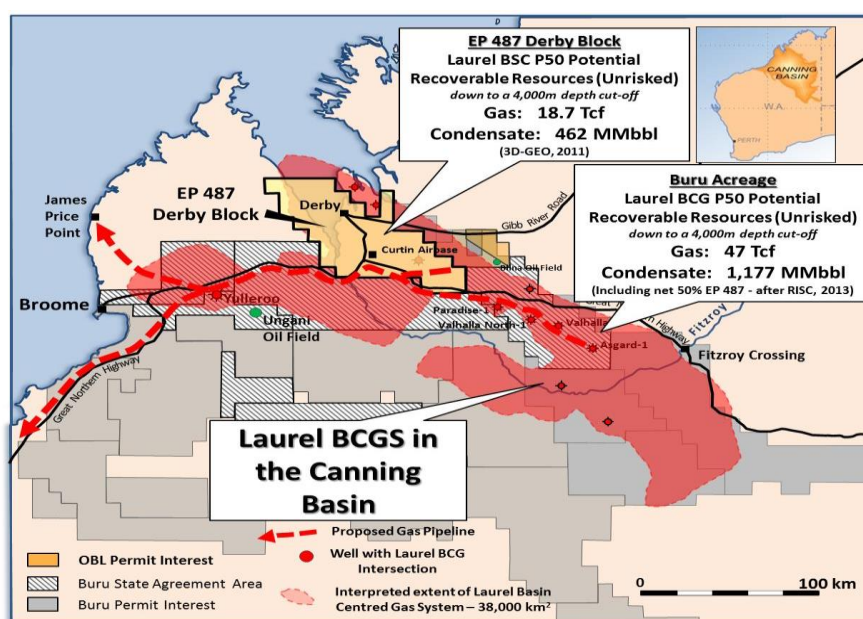 EP 487 Derby Block
Laurel BSC P50 Potential
Recoverable Resources (Unrisked)
down to a 4,000m depth cut-off
Gas: 18.7 Tcf
Condensate: 462 MMbbl
(3D-GEO, 2011)
CANNING
BASIN
W.A.
PERTH
Buru Acreage
Laurel BCG P50 Potential
Recoverable Resources (Unrisked)
down to a 4,000m depth cut-off
Gas: 47 Tcf
Condensate: 1,177 MMbbl
(Including net 50% EP 487 - after RISC, 2013)
James
Price
Point
EP 487
Derby Block
Derby
Gibb River Road
Curtin Airbase
Oil Field
Broome
Yulleroo
Ungani
Oil Field
Paradise-1
Valhalla North-1
Valhalla
Asgard-1
Great
Northern Highway
Fitzroy
Fitzroy Crossing
Great Northern Highway
Laurel BCGS in
the Canning
Basin
Proposed Gas Pipeline
Well with Laurel BCG
Intersection
Interpreted extent of Laurel Basin
Centred Gas System – 38,000 km²
OBL Permit Interest
Buru State Agreement Area
Buru Permit Interest
0 100 km